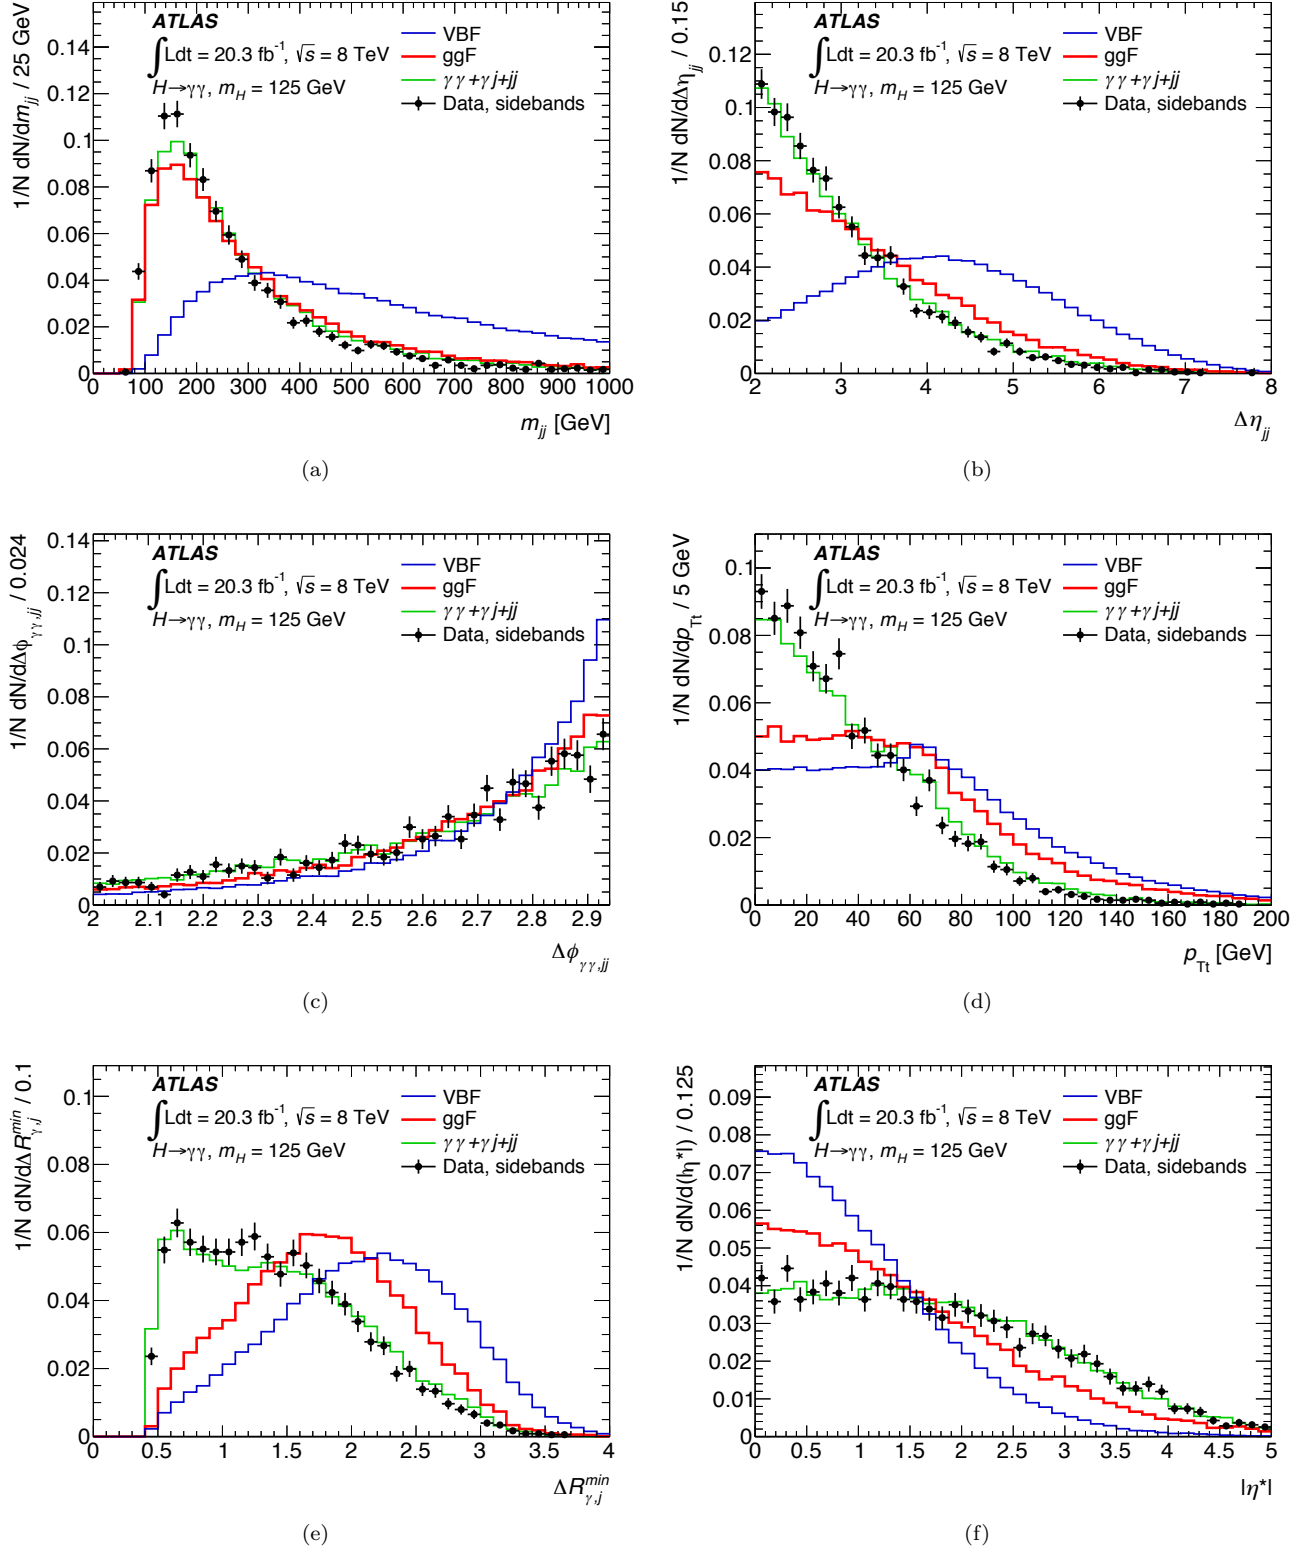 1/N dN/dm_jj / 25 GeV
ATLAS
∫Ldt = 20.3 fb⁻¹, √s = 8 TeV
H→γγ, m_H = 125 GeV
VBF
ggF
γγ+γj+jj
Data, sidebands
0.14
0.12
0.1
0.08
0.06
0.04
0.02
0
0 100 200 300 400 500 600 700 800 900 1000
m_jj [GeV]
(a)
1/N dN/dΔη_jj / 0.15
ATLAS
∫Ldt = 20.3 fb⁻¹, √s = 8 TeV
H→γγ, m_H = 125 GeV
VBF
ggF
γγ+γj+jj
Data, sidebands
0.12
0.1
0.08
0.06
0.04
0.02
0
2 3 4 5 6 7 8
Δη_jj
(b)
1/N dN/dΔϕ_γγ,jj / 0.024
ATLAS
∫Ldt = 20.3 fb⁻¹, √s = 8 TeV
H→γγ, m_H = 125 GeV
VBF
ggF
γγ+γj+jj
Data, sidebands
0.14
0.12
0.1
0.08
0.06
0.04
0.02
0
2 2.1 2.2 2.3 2.4 2.5 2.6 2.7 2.8 2.9
Δϕ_γγ,jj
(c)
1/N dN/dp_Tt / 5 GeV
ATLAS
∫Ldt = 20.3 fb⁻¹, √s = 8 TeV
H→γγ, m_H = 125 GeV
VBF
ggF
γγ+γj+jj
Data, sidebands
0.1
0.08
0.06
0.04
0.02
0
0 20 40 60 80 100 120 140 160 180 200
p_Tt [GeV]
(d)
1/N dN/dΔR^min_γ,j / 0.1
ATLAS
∫Ldt = 20.3 fb⁻¹, √s = 8 TeV
H→γγ, m_H = 125 GeV
VBF
ggF
γγ+γj+jj
Data, sidebands
0.1
0.08
0.06
0.04
0.02
0
0 0.5 1 1.5 2 2.5 3 3.5 4
ΔR^min_γ,j
(e)
1/N dN/d(|η*|) / 0.125
ATLAS
∫Ldt = 20.3 fb⁻¹, √s = 8 TeV
H→γγ, m_H = 125 GeV
VBF
ggF
γγ+γj+jj
Data, sidebands
0.09
0.08
0.07
0.06
0.05
0.04
0.03
0.02
0.01
0
0 0.5 1 1.5 2 2.5 3 3.5 4 4.5 5
|η*|
(f)